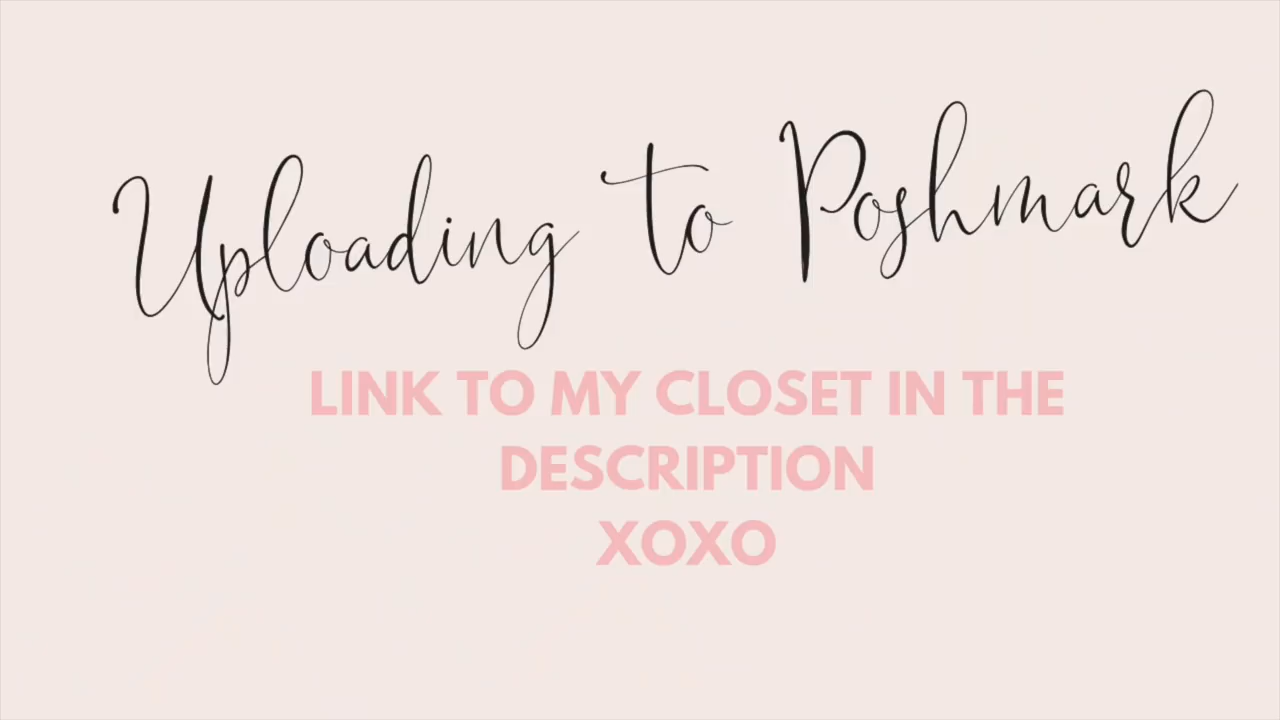 Uploading to Poshmark
LINK TO MY CLOSET IN THE
DESCRIPTION
XOXO